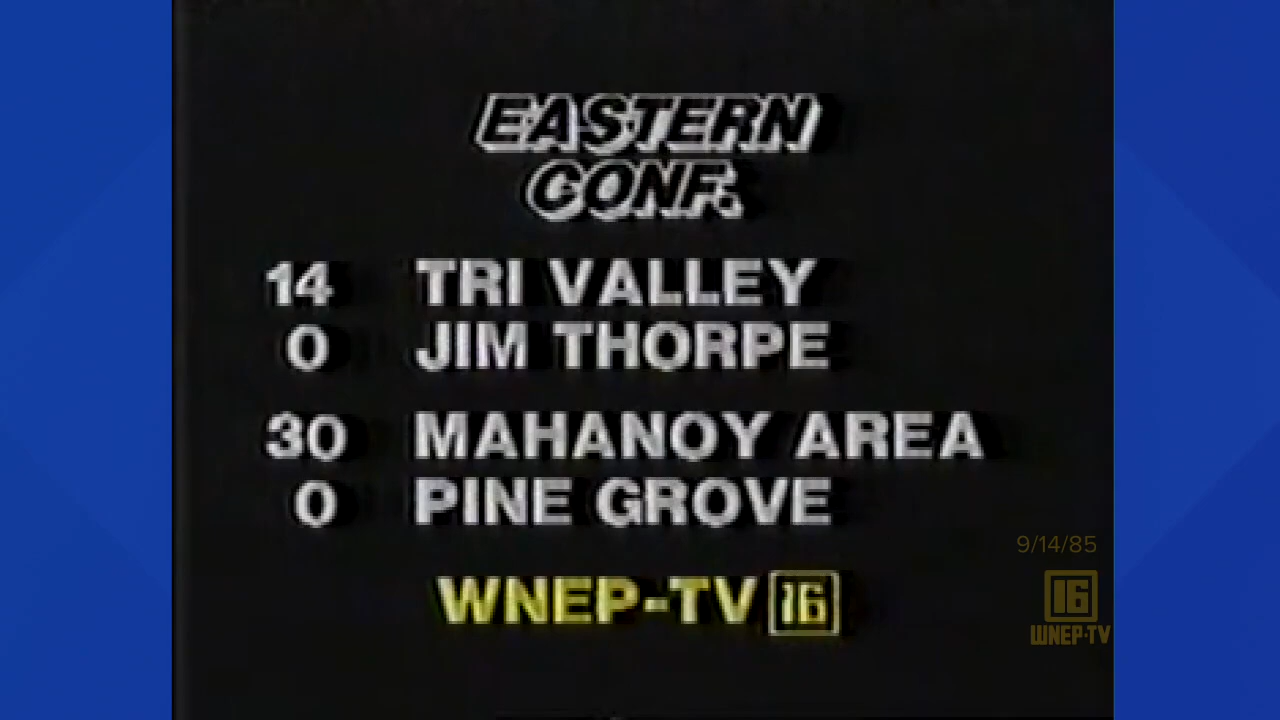 EASTERN
CONF.
14 TRI VALLEY
0 JIM THORPE
30 MAHANOY AREA
0 PINE GROVE
9/14/85
WNEP-TV 16
16
WNEP-TV